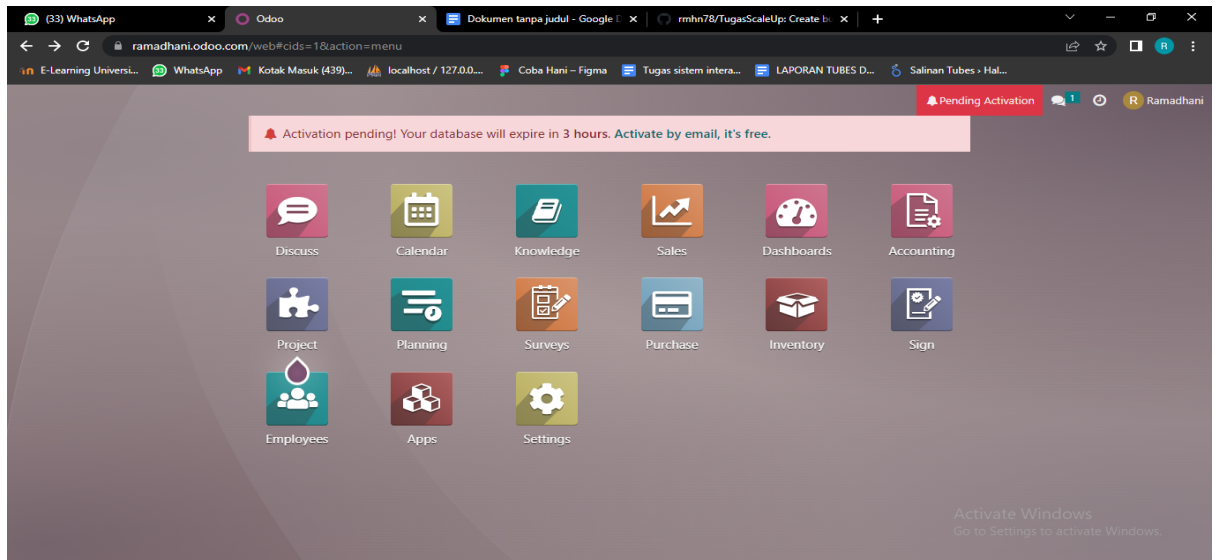 (33) WhatsApp
Odoo
Dokumen tanpa judul - Google D
rmhn78/TugasScaleUp: Create bu
ramadhani.odoo.com/web#cids=1&action=menu
E-Learning Universi...
WhatsApp
Kotak Masuk (439)...
localhost / 127.0.0....
Coba Hani – Figma
Tugas sistem intera...
LAPORAN TUBES D...
Salinan Tubes › Hal...
Pending Activation
1
R Ramadhani
Activation pending! Your database will expire in 3 hours. Activate by email, it's free.
Discuss
Calendar
Knowledge
Sales
Dashboards
Accounting
Project
Planning
Surveys
Purchase
Inventory
Sign
Employees
Apps
Settings
Activate Windows
Go to Settings to activate Windows.